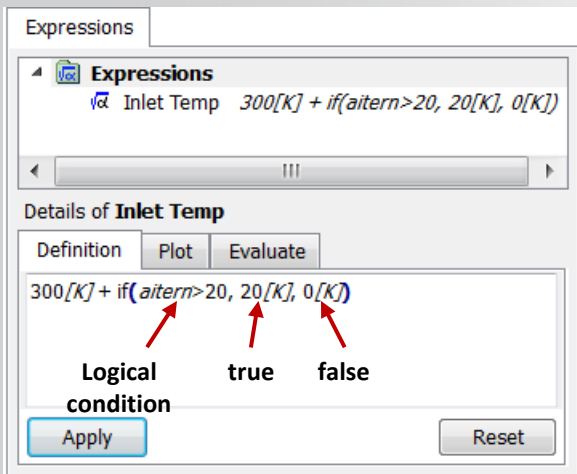 Expressions
Expressions
√α Inlet Temp 300[K] + if(aitern>20, 20[K], 0[K])
Details of Inlet Temp
Definition Plot Evaluate
300[K] + if(aitern>20, 20[K], 0[K])
Logical true false
condition
Apply Reset